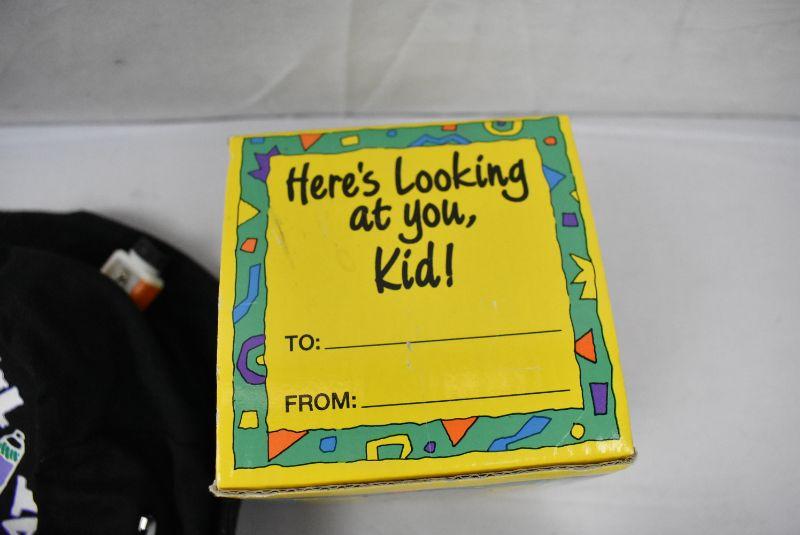 Here's Looking
at you,
Kid!
TO:
FROM: